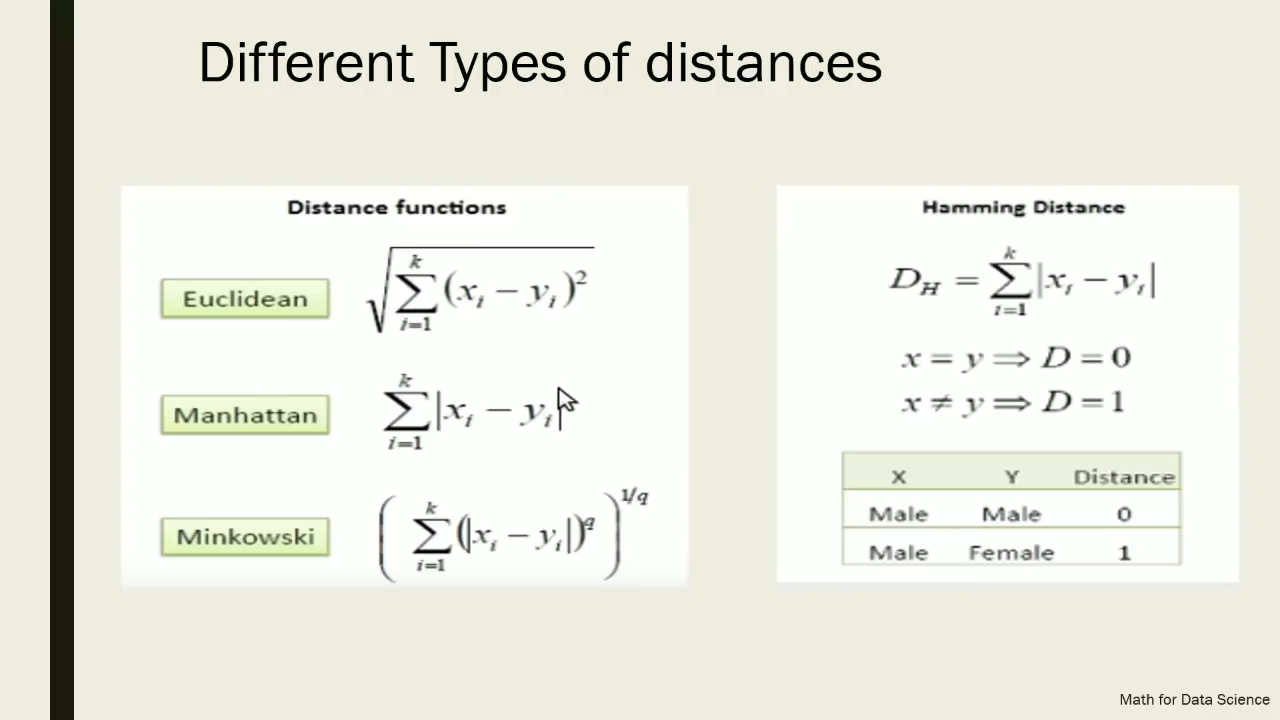 Different Types of distances
Distance functions
Euclidean
√(∑_{i=1}^{k} (x_i − y_i)²)
Manhattan
∑_{i=1}^{k} |x_i − y_i|
Minkowski
(∑_{i=1}^{k} (|x_i − y_i|)^q)^{1/q}
Hamming Distance
D_H = ∑_{i=1}^{k} |x_i − y_i|
x = y ⟹ D = 0
x ≠ y ⟹ D = 1
X Y Distance
Male Male 0
Male Female 1
Math for Data Science